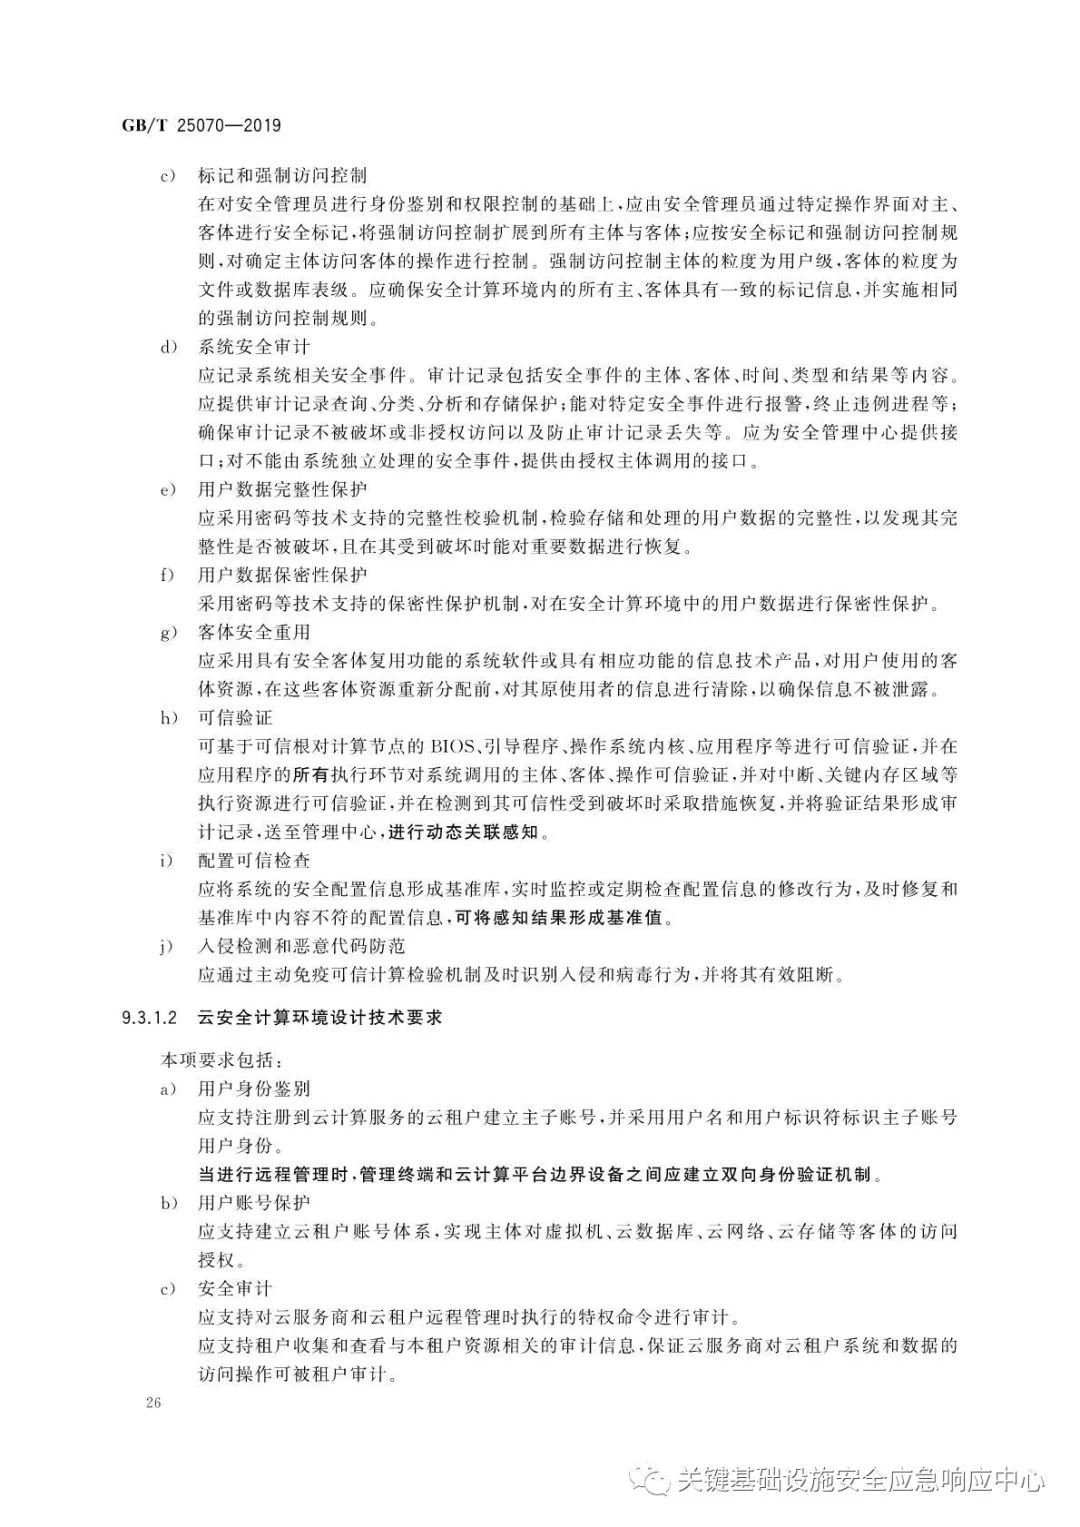 GB/T 25070—2019
c） 标记和强制访问控制
在对安全管理员进行身份鉴别和权限控制的基础上,应由安全管理员通过特定操作界面对主、
客体进行安全标记,将强制访问控制扩展到所有主体与客体;应按安全标记和强制访问控制规
则,对确定主体访问客体的操作进行控制。强制访问控制主体的粒度为用户级,客体的粒度为
文件或数据库表级。应确保安全计算环境内的所有主、客体具有一致的标记信息,并实施相同
的强制访问控制规则。
d） 系统安全审计
应记录系统相关安全事件。审计记录包括安全事件的主体、客体、时间、类型和结果等内容。
应提供审计记录查询、分类、分析和存储保护;能对特定安全事件进行报警,终止违例进程等;
确保审计记录不被破坏或非授权访问以及防止审计记录丢失等。应为安全管理中心提供接
口;对不能由系统独立处理的安全事件,提供由授权主体调用的接口。
e） 用户数据完整性保护
应采用密码等技术支持的完整性校验机制,检验存储和处理的用户数据的完整性,以发现其完
整性是否被破坏,且在其受到破坏时能对重要数据进行恢复。
f） 用户数据保密性保护
采用密码等技术支持的保密性保护机制,对在安全计算环境中的用户数据进行保密性保护。
g） 客体安全重用
应采用具有安全客体复用功能的系统软件或具有相应功能的信息技术产品,对用户使用的客
体资源,在这些客体资源重新分配前,对其原使用者的信息进行清除,以确保信息不被泄露。
h） 可信验证
可基于可信根对计算节点的 BIOS、引导程序、操作系统内核、应用程序等进行可信验证,并在
应用程序的所有执行环节对系统调用的主体、客体、操作可信验证,并对中断、关键内存区域等
执行资源进行可信验证,并在检测到其可信性受到破坏时采取措施恢复,并将验证结果形成审
计记录,送至管理中心,进行动态关联感知。
i） 配置可信检查
应将系统的安全配置信息形成基准库,实时监控或定期检查配置信息的修改行为,及时修复和
基准库中内容不符的配置信息,可将感知结果形成基准值。
j） 入侵检测和恶意代码防范
应通过主动免疫可信计算检验机制及时识别入侵和病毒行为,并将其有效阻断。
9.3.1.2 云安全计算环境设计技术要求
本项要求包括:
a） 用户身份鉴别
应支持注册到云计算服务的云租户建立主子账号,并采用用户名和用户标识符标识主子账号
用户身份。
当进行远程管理时,管理终端和云计算平台边界设备之间应建立双向身份验证机制。
b） 用户账号保护
应支持建立云租户账号体系,实现主体对虚拟机、云数据库、云网络、云存储等客体的访问
授权。
c） 安全审计
应支持对云服务商和云租户远程管理时执行的特权命令进行审计。
应支持租户收集和查看与本租户资源相关的审计信息,保证云服务商对云租户系统和数据的
访问操作可被租户审计。
26
关键基础设施安全应急响应中心